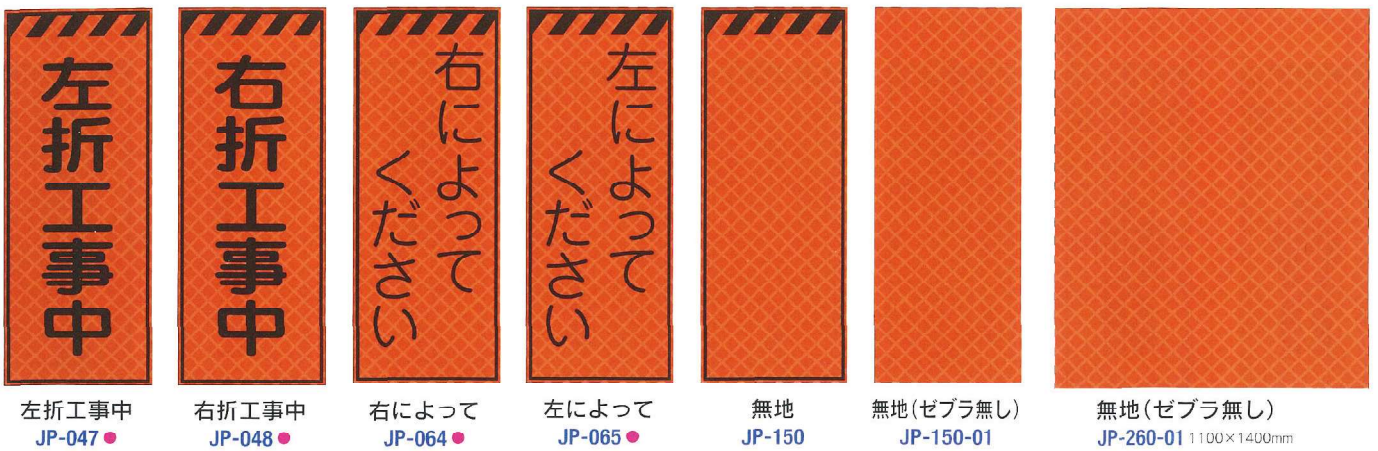 左折工事中
右折工事中
右によって
ください
左によって
ください
左折工事中
JP-047
右折工事中
JP-048
右によって
JP-064
左によって
JP-065
無地
JP-150
無地(ゼブラ無し)
JP-150-01
無地(ゼブラ無し)
JP-260-01 1100×1400mm